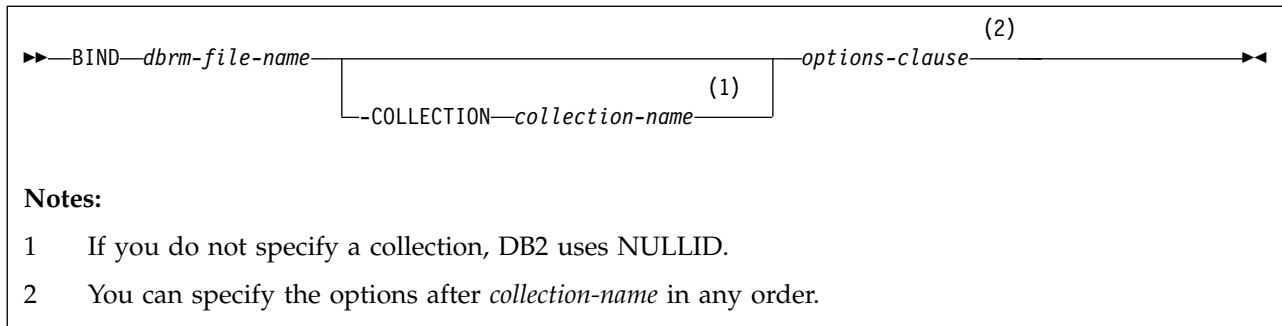 (2)
BIND dbrm-file-name options-clause
(1)
-COLLECTION collection-name
Notes:
1 If you do not specify a collection, DB2 uses NULLID.
2 You can specify the options after collection-name in any order.